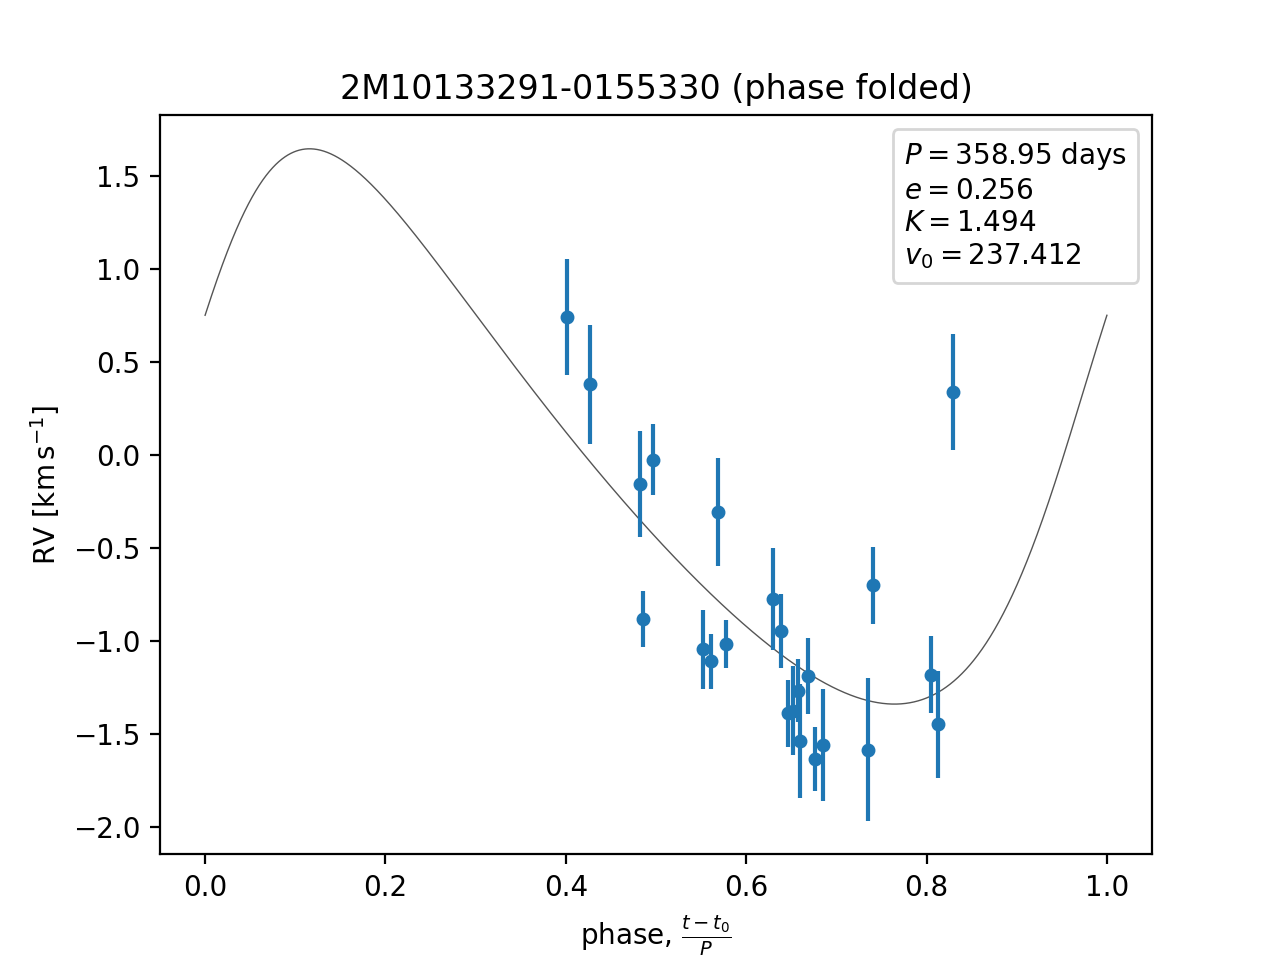 2M10133291-0155330 (phase folded)
P = 358.95 days
e = 0.256
K = 1.494
v₀ = 237.412
RV [km s⁻¹]
1.5
1.0
0.5
0.0
−0.5
−1.0
−1.5
−2.0
0.0 0.2 0.4 0.6 0.8 1.0
phase, (t − t₀)/P